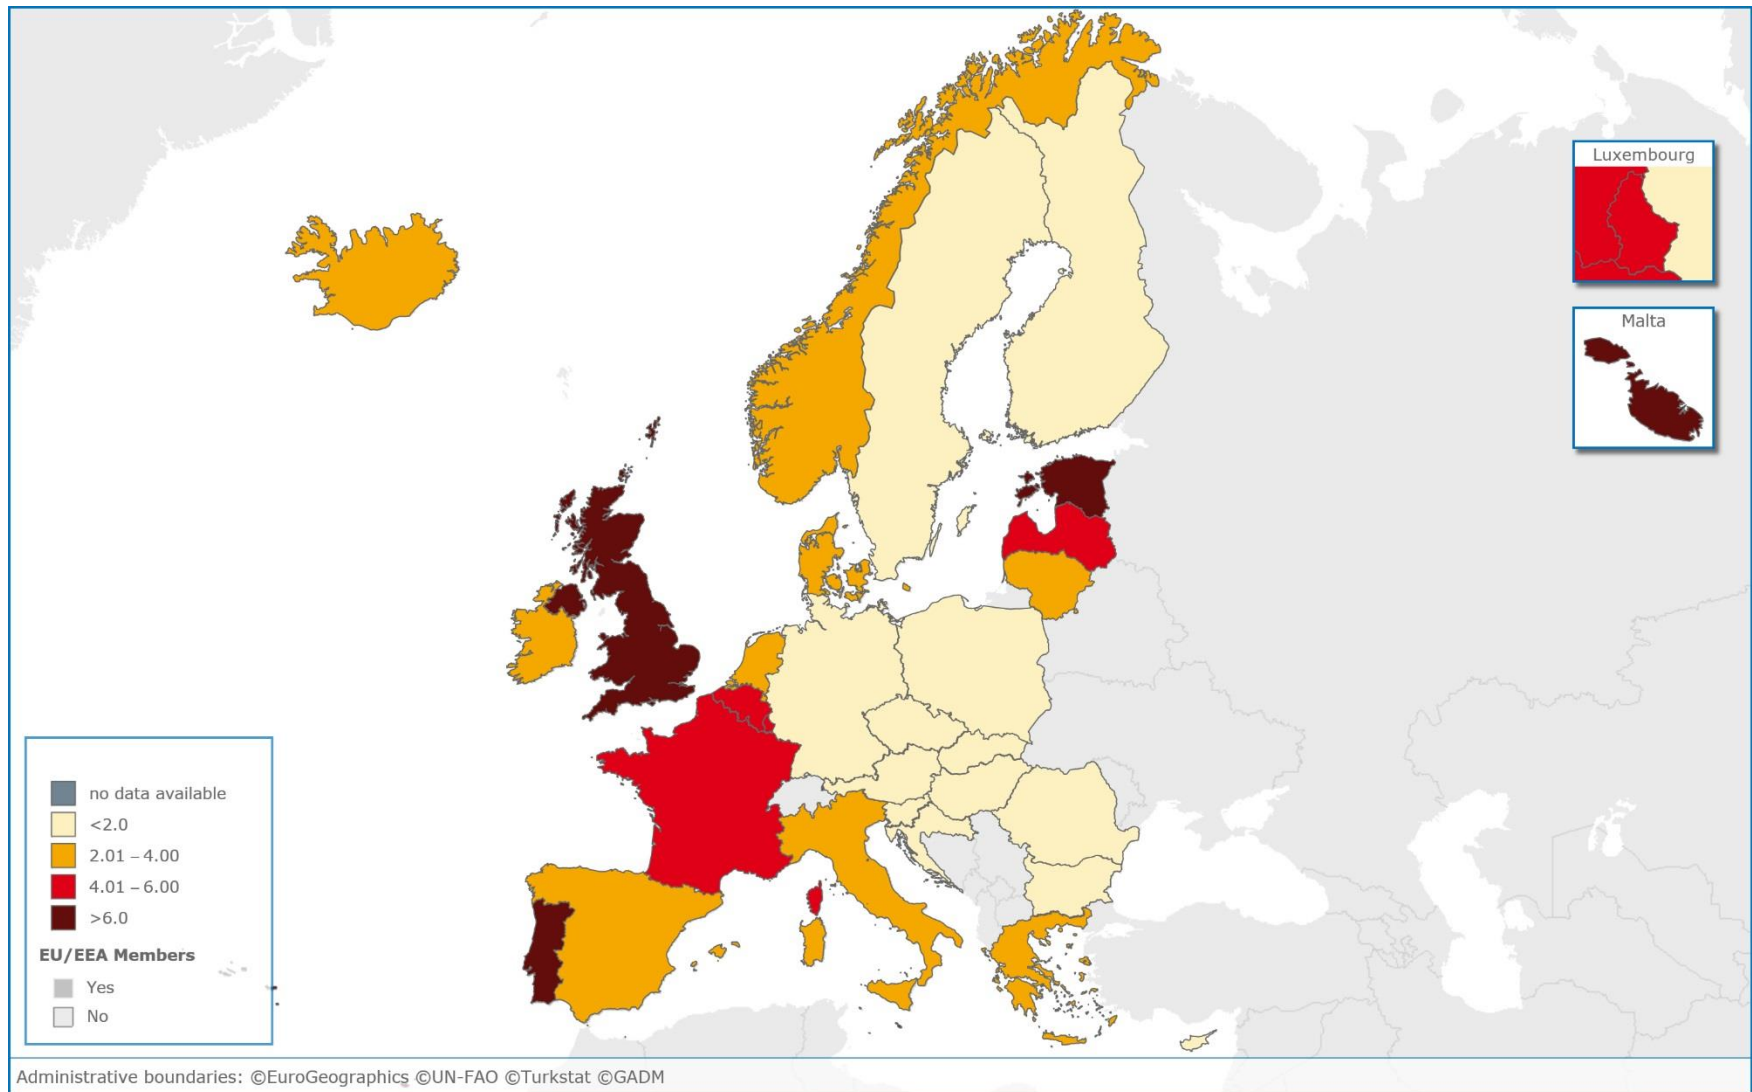 Luxembourg
Malta
no data available
<2.0
2.01 – 4.00
4.01 – 6.00
>6.0
EU/EEA Members
Yes
No
Administrative boundaries: ©EuroGeographics ©UN-FAO ©Turkstat ©GADM